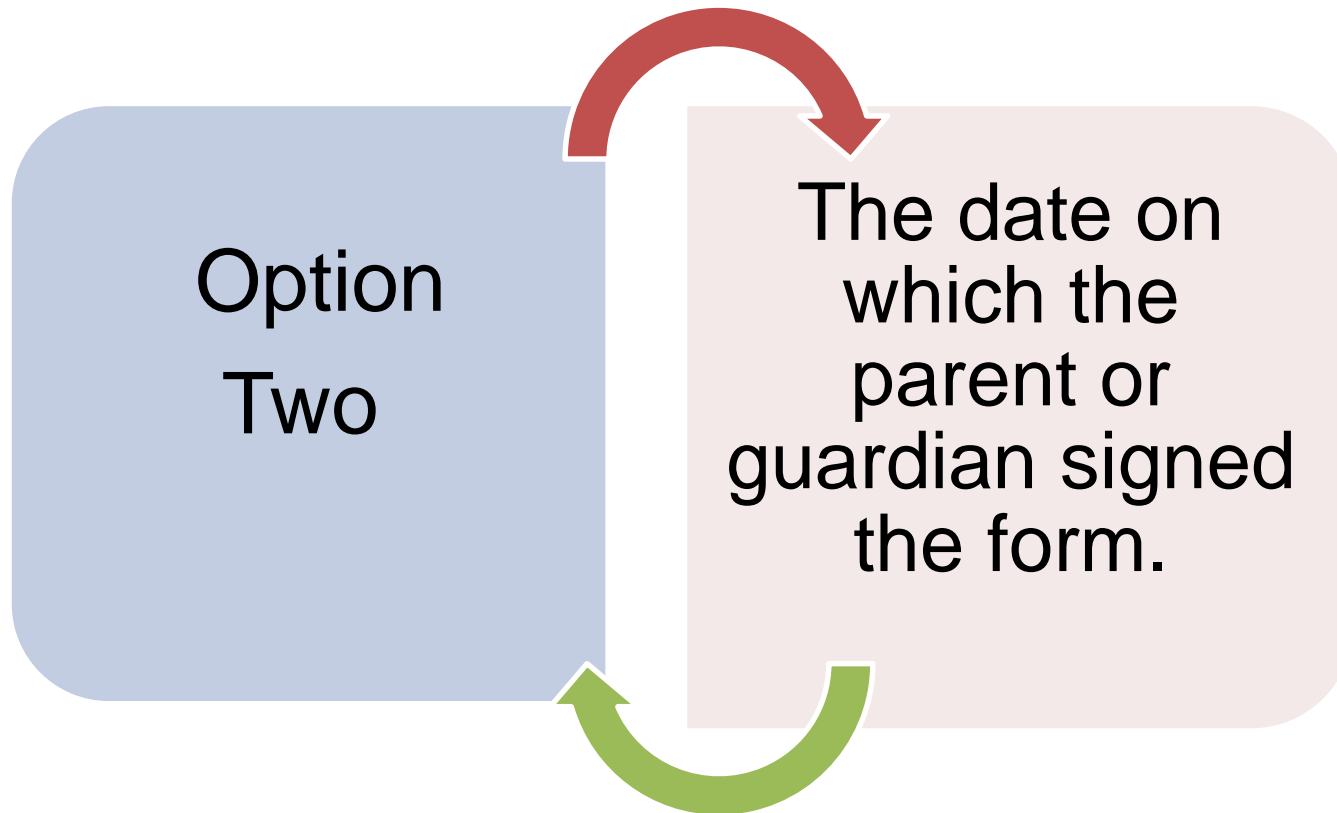 Option
Two
The date on
which the
parent or
guardian signed
the form.